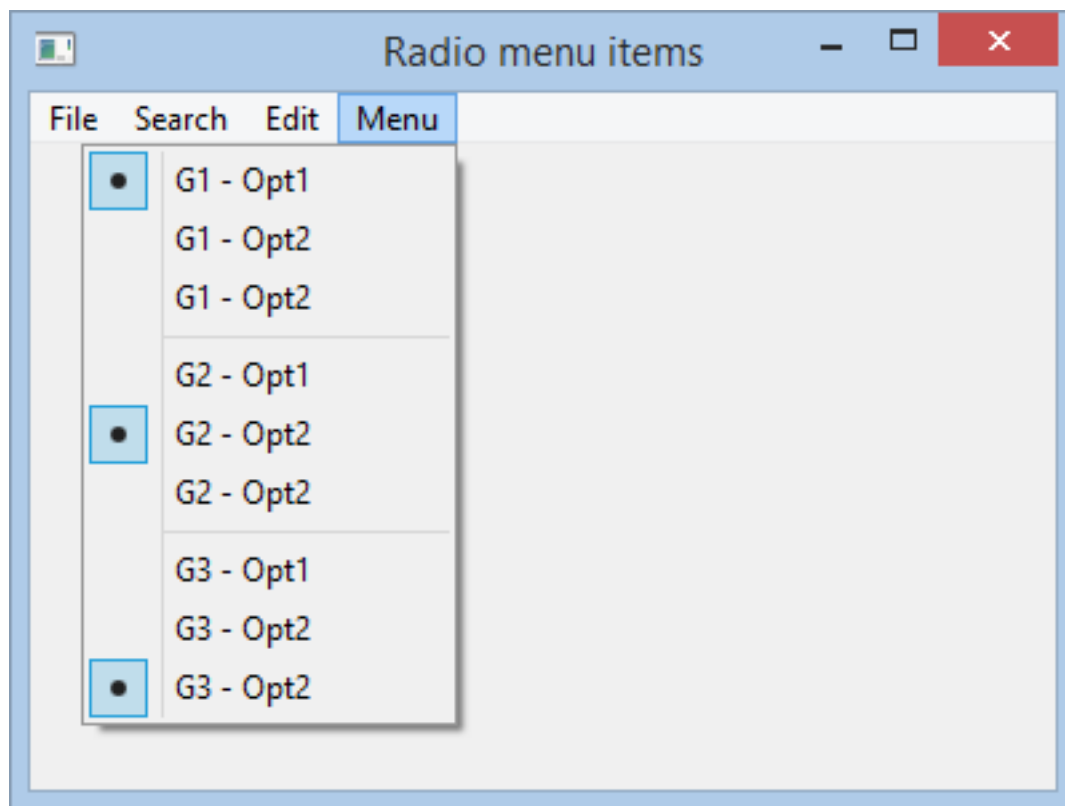 Radio menu items
File Search Edit Menu
G1 - Opt1
G1 - Opt2
G1 - Opt2
G2 - Opt1
G2 - Opt2
G2 - Opt2
G3 - Opt1
G3 - Opt2
G3 - Opt2